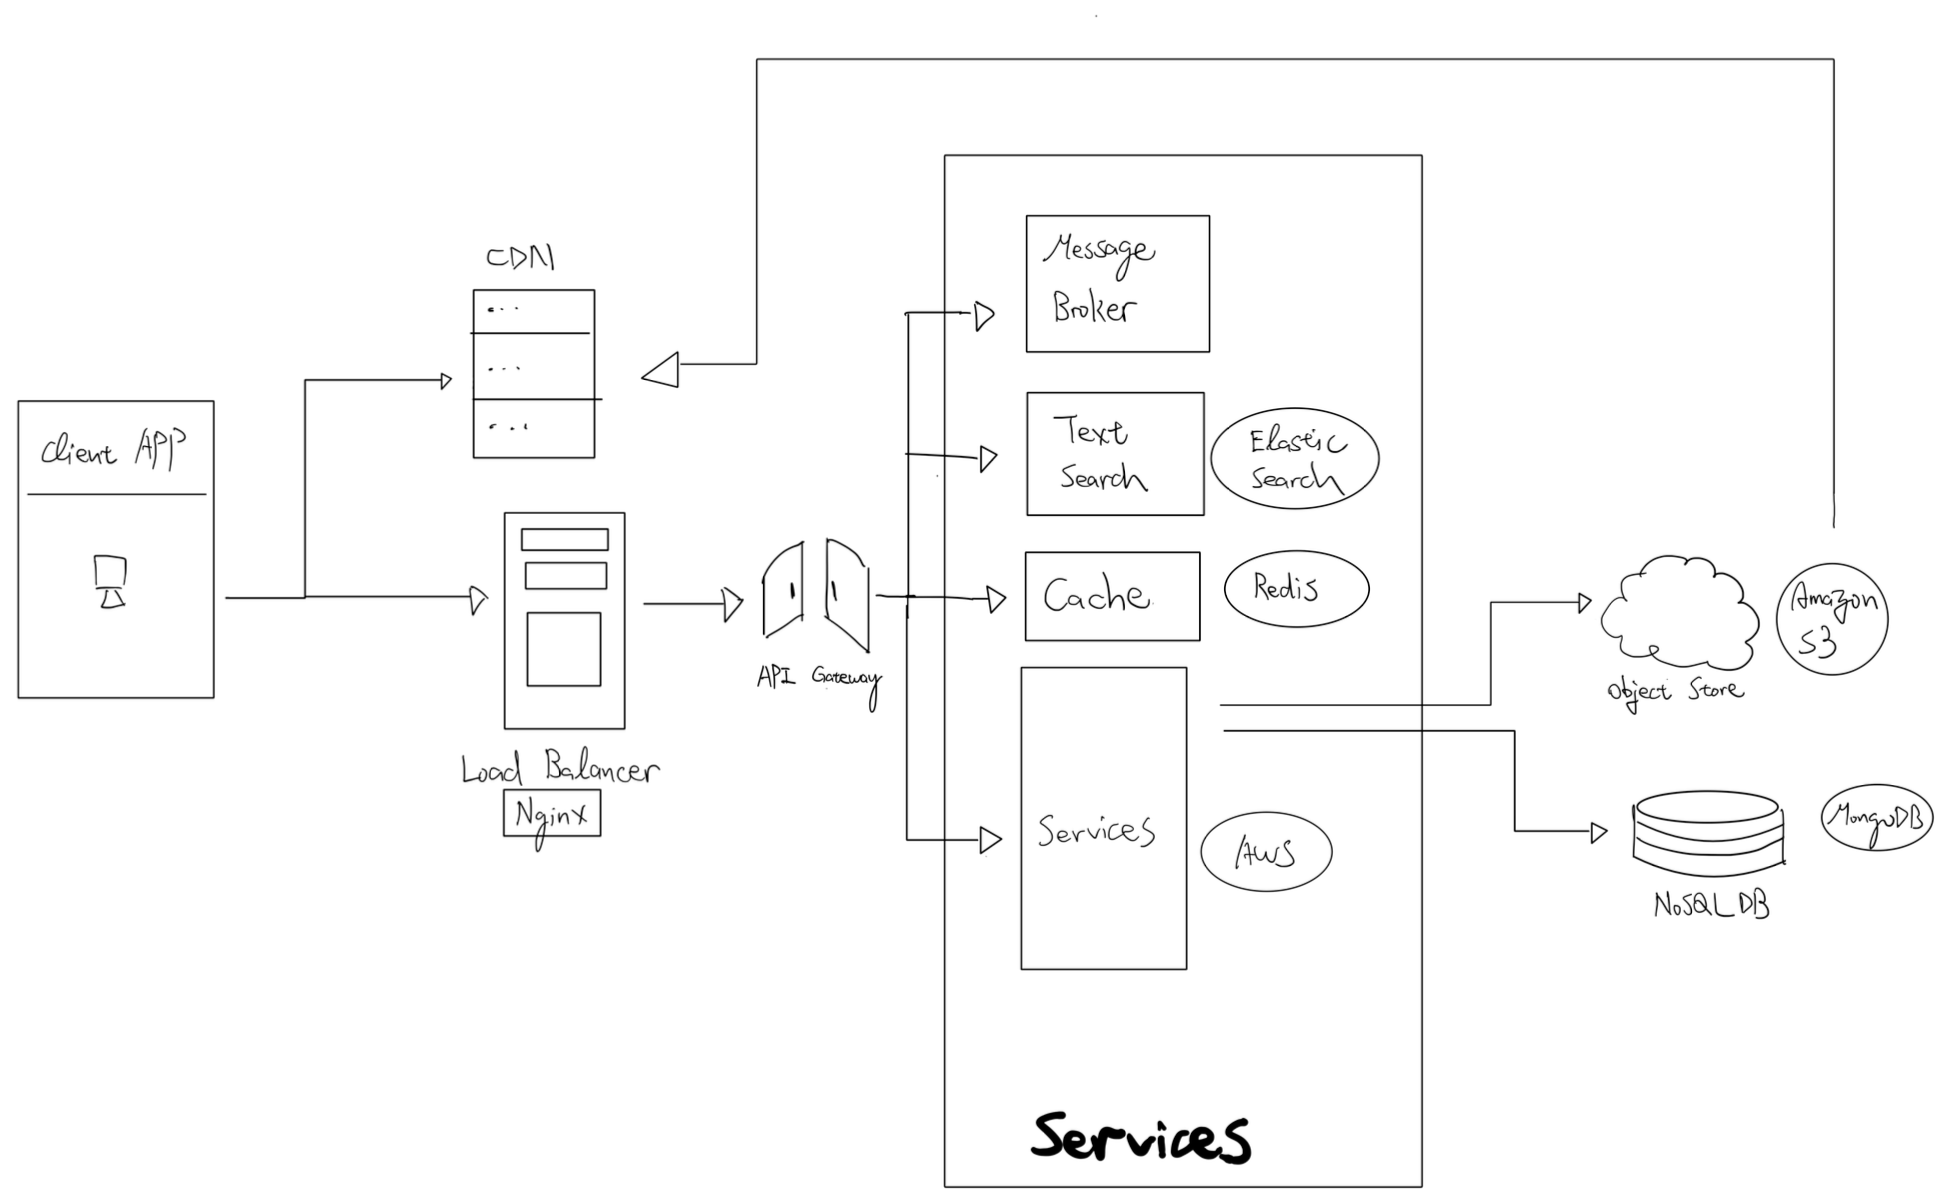 CDN
Client APP
Load Balancer
Nginx
API Gateway
Message
Broker
Text
Search
Elastic
Search
Cache
Redis
Services
AWS
Services
Object Store
Amazon
S3
MongoDB
NoSQL DB